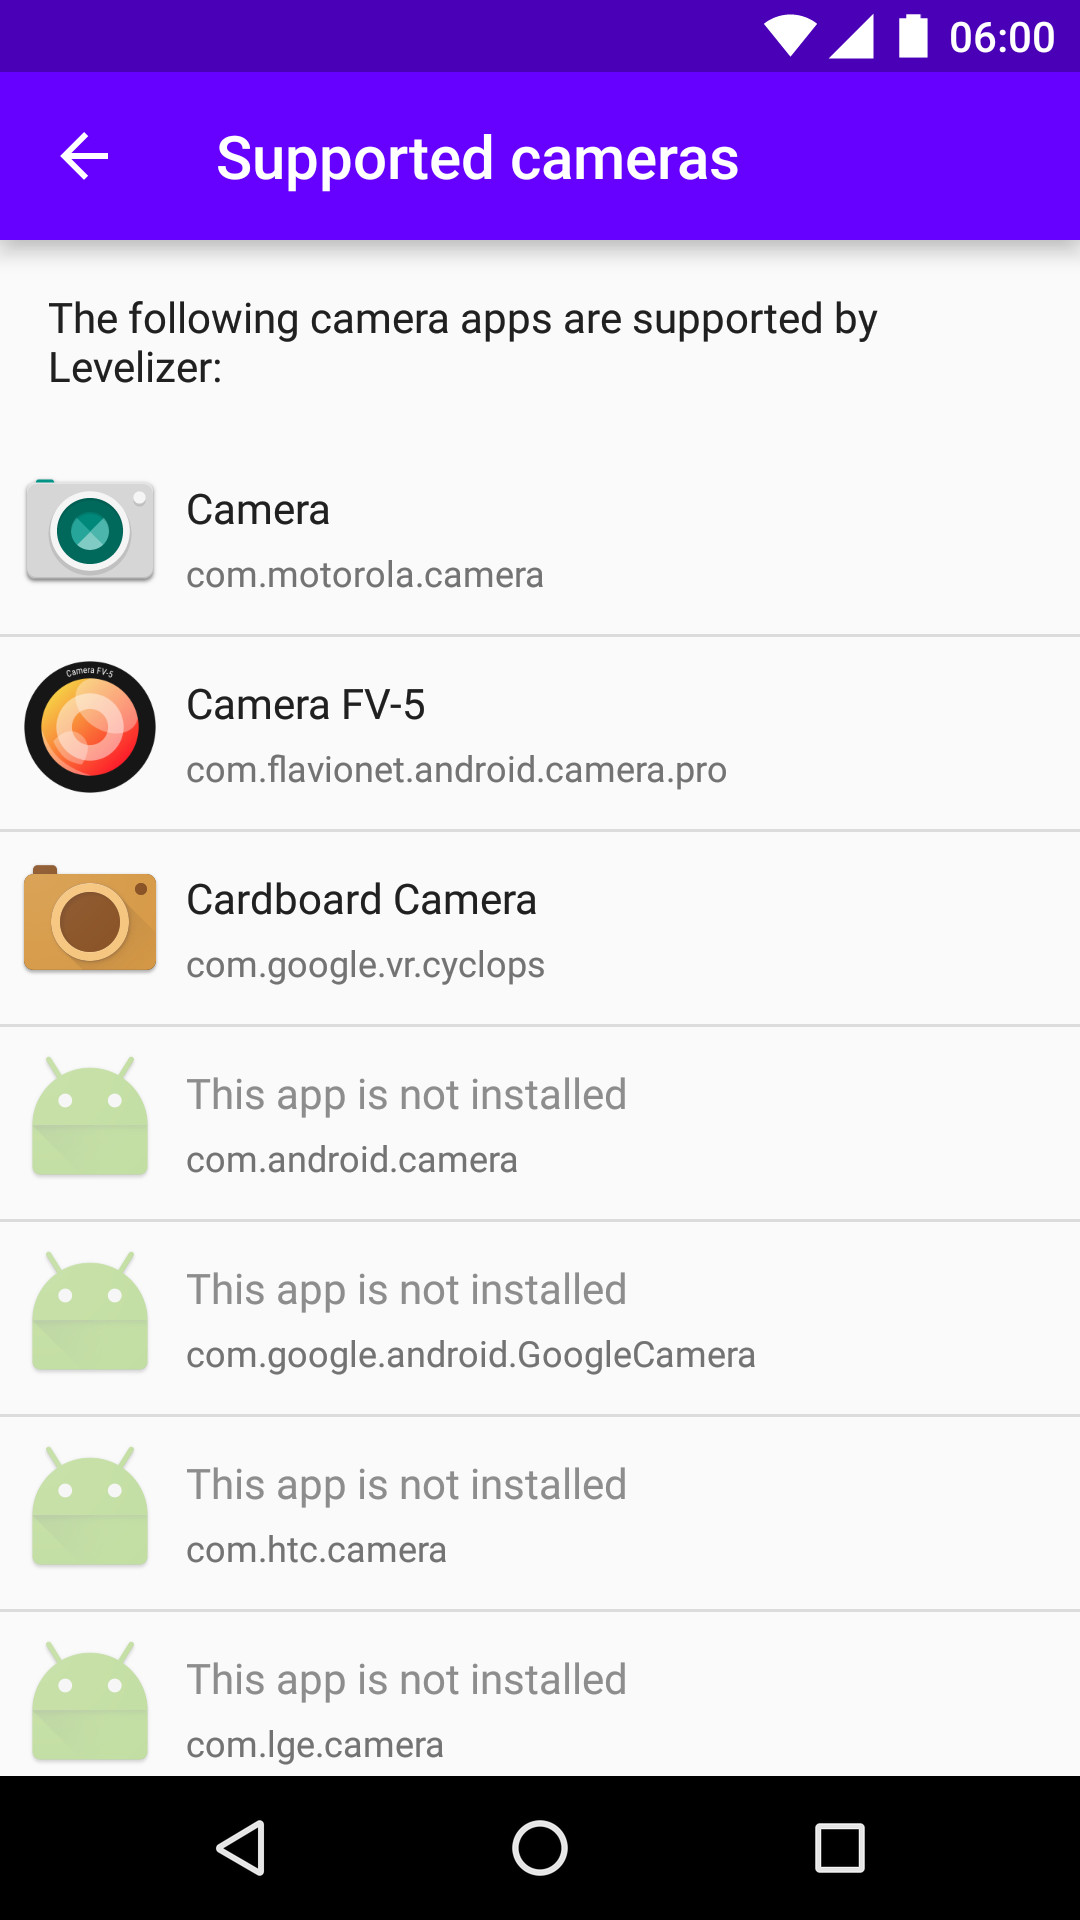 06:00
Supported cameras
The following camera apps are supported by
Levelizer:
Camera
com.motorola.camera
Camera FV-5
Camera FV-5
com.flavionet.android.camera.pro
Cardboard Camera
com.google.vr.cyclops
This app is not installed
com.android.camera
This app is not installed
com.google.android.GoogleCamera
This app is not installed
com.htc.camera
This app is not installed
com.lge.camera